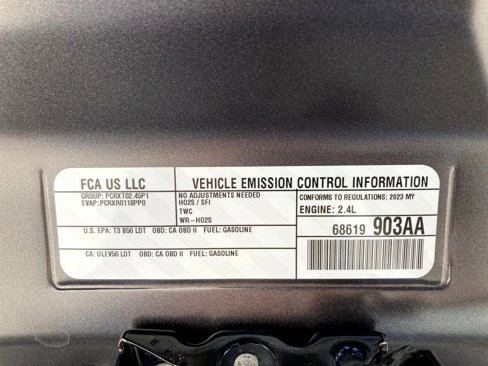 FCA US LLC
GROUP: PCRXT02.45P1
EVAP: PCRXR0118PP0
VEHICLE EMISSION CONTROL INFORMATION
NO ADJUSTMENTS NEEDED
HO2S / SFI
TWC
WR-HO2S
CONFORMS TO REGULATIONS: 2023 MY
ENGINE: 2.4L
U.S. EPA: T3 B50 LDT OBD: CA OBD II FUEL: GASOLINE
68619 903AA
CA: ULEV50 LDT OBD: CA OBD II FUEL: GASOLINE